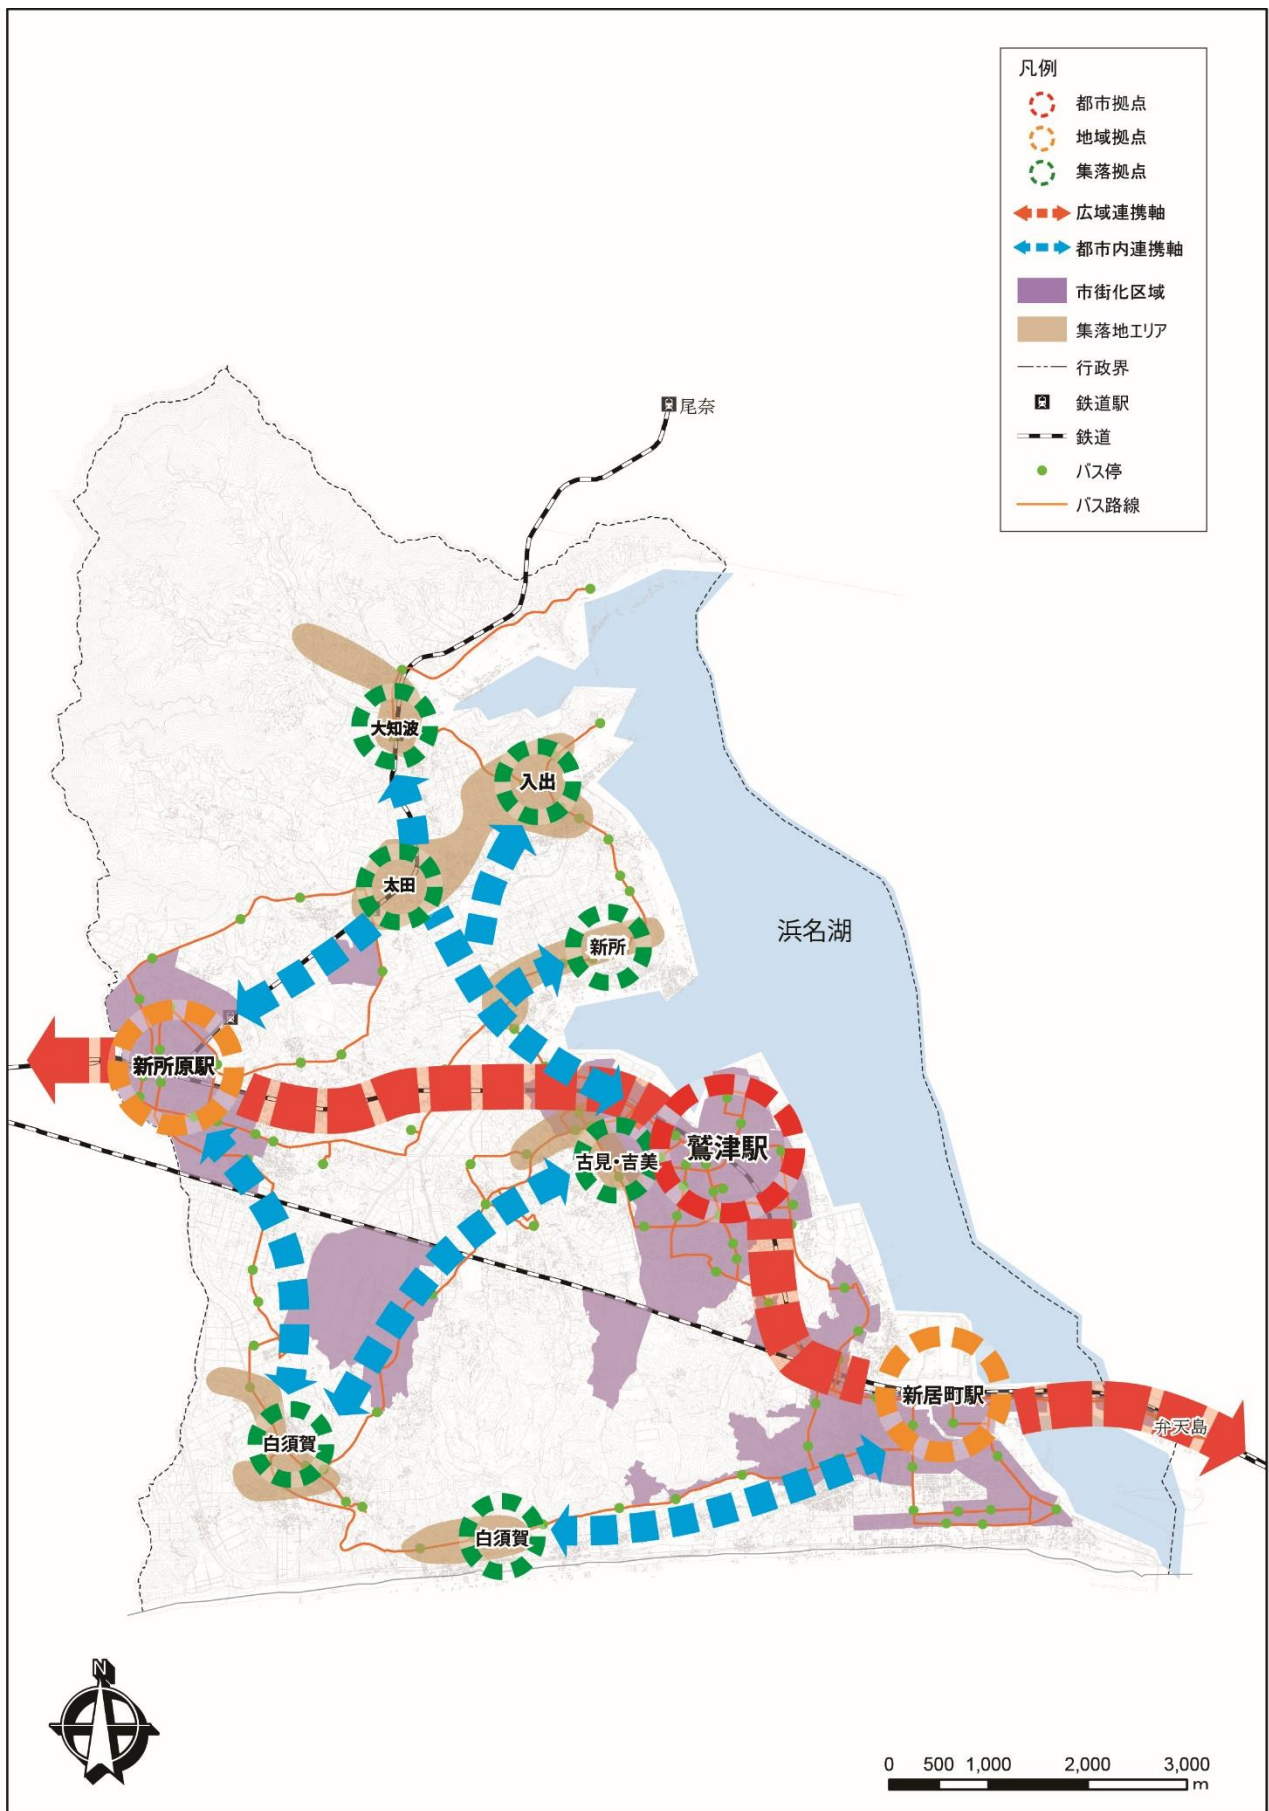 凡例
都市拠点
地域拠点
集落拠点
広域連携軸
都市内連携軸
市街化区域
集落地エリア
行政界
鉄道駅
鉄道
バス停
バス路線
尾奈
大知波
入出
太田
浜名湖
新所
新所原駅
鷲津駅
古見・吉美
新居町駅
弁天島
白須賀
白須賀
N
0 500 1,000 2,000 3,000
m